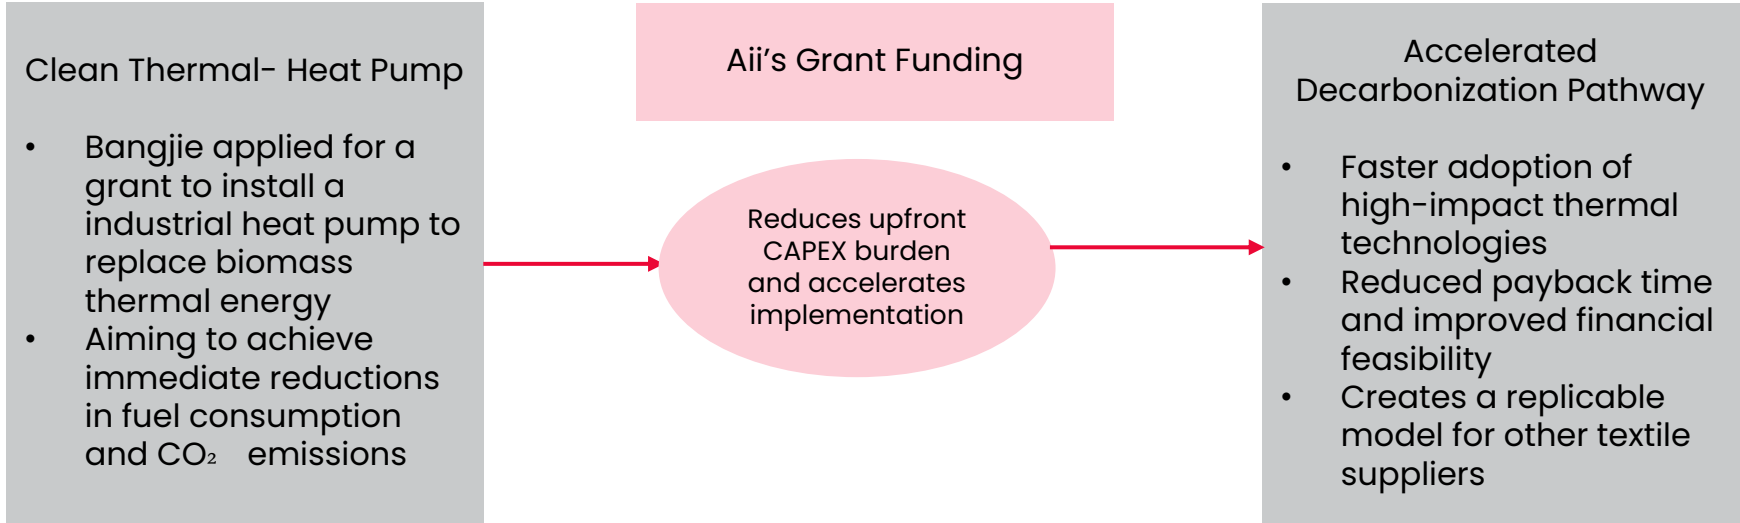 Clean Thermal- Heat Pump
• Bangjie applied for a
grant to install a
industrial heat pump to
replace biomass
thermal energy
• Aiming to achieve
immediate reductions
in fuel consumption
and CO₂ emissions
Aii's Grant Funding
Reduces upfront
CAPEX burden
and accelerates
implementation
Accelerated
Decarbonization Pathway
• Faster adoption of
high-impact thermal
technologies
• Reduced payback time
and improved financial
feasibility
• Creates a replicable
model for other textile
suppliers